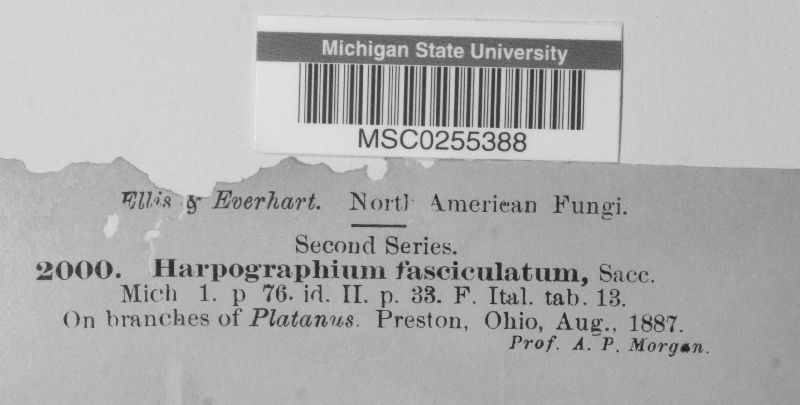 Michigan State University
MSC0255388
Ellis & Everhart. North American Fungi.
Second Series.
2000. Harpographium fasciculatum, Sacc.
Mich 1. p 76. id. II. p. 33. F. Ital. tab. 13.
On branches of Platanus. Preston, Ohio, Aug., 1887.
Prof. A. P. Morgan.